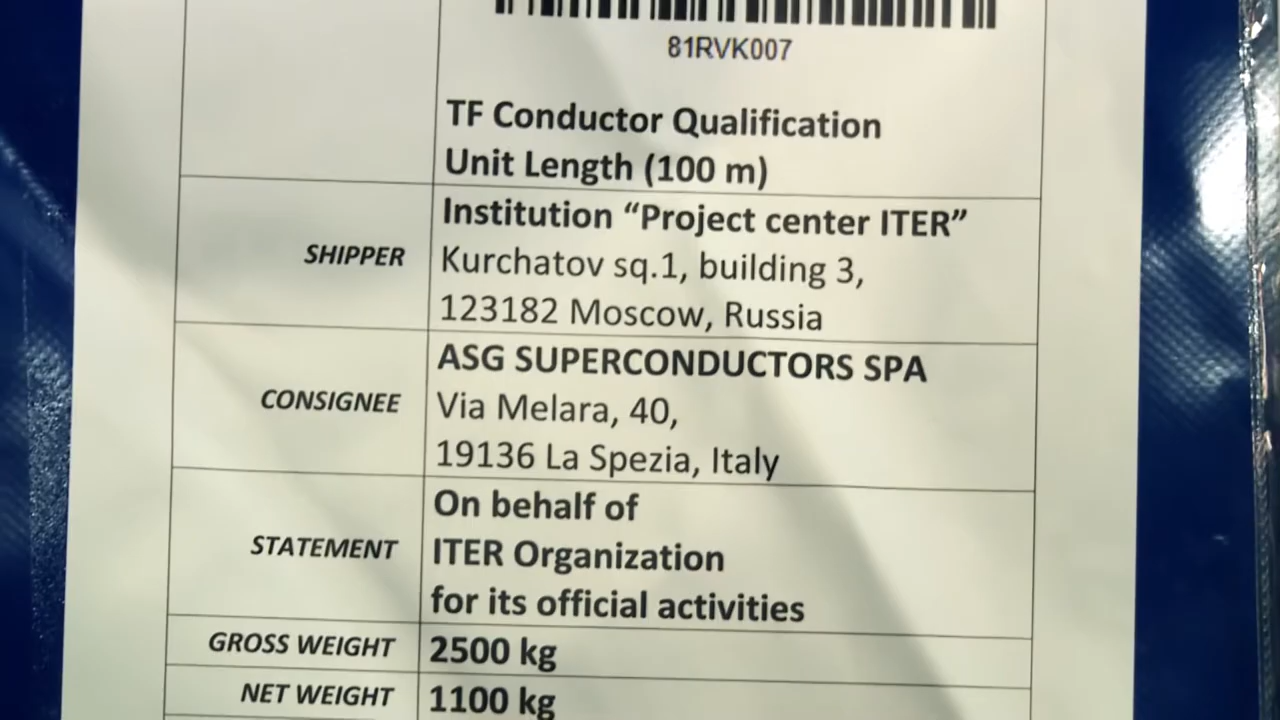 81RVK007
TF Conductor Qualification
Unit Length (100 m)
SHIPPER
Institution “Project center ITER”
Kurchatov sq.1, building 3,
123182 Moscow, Russia
CONSIGNEE
ASG SUPERCONDUCTORS SPA
Via Melara, 40,
19136 La Spezia, Italy
STATEMENT
On behalf of
ITER Organization
for its official activities
GROSS WEIGHT 2500 kg
NET WEIGHT 1100 kg